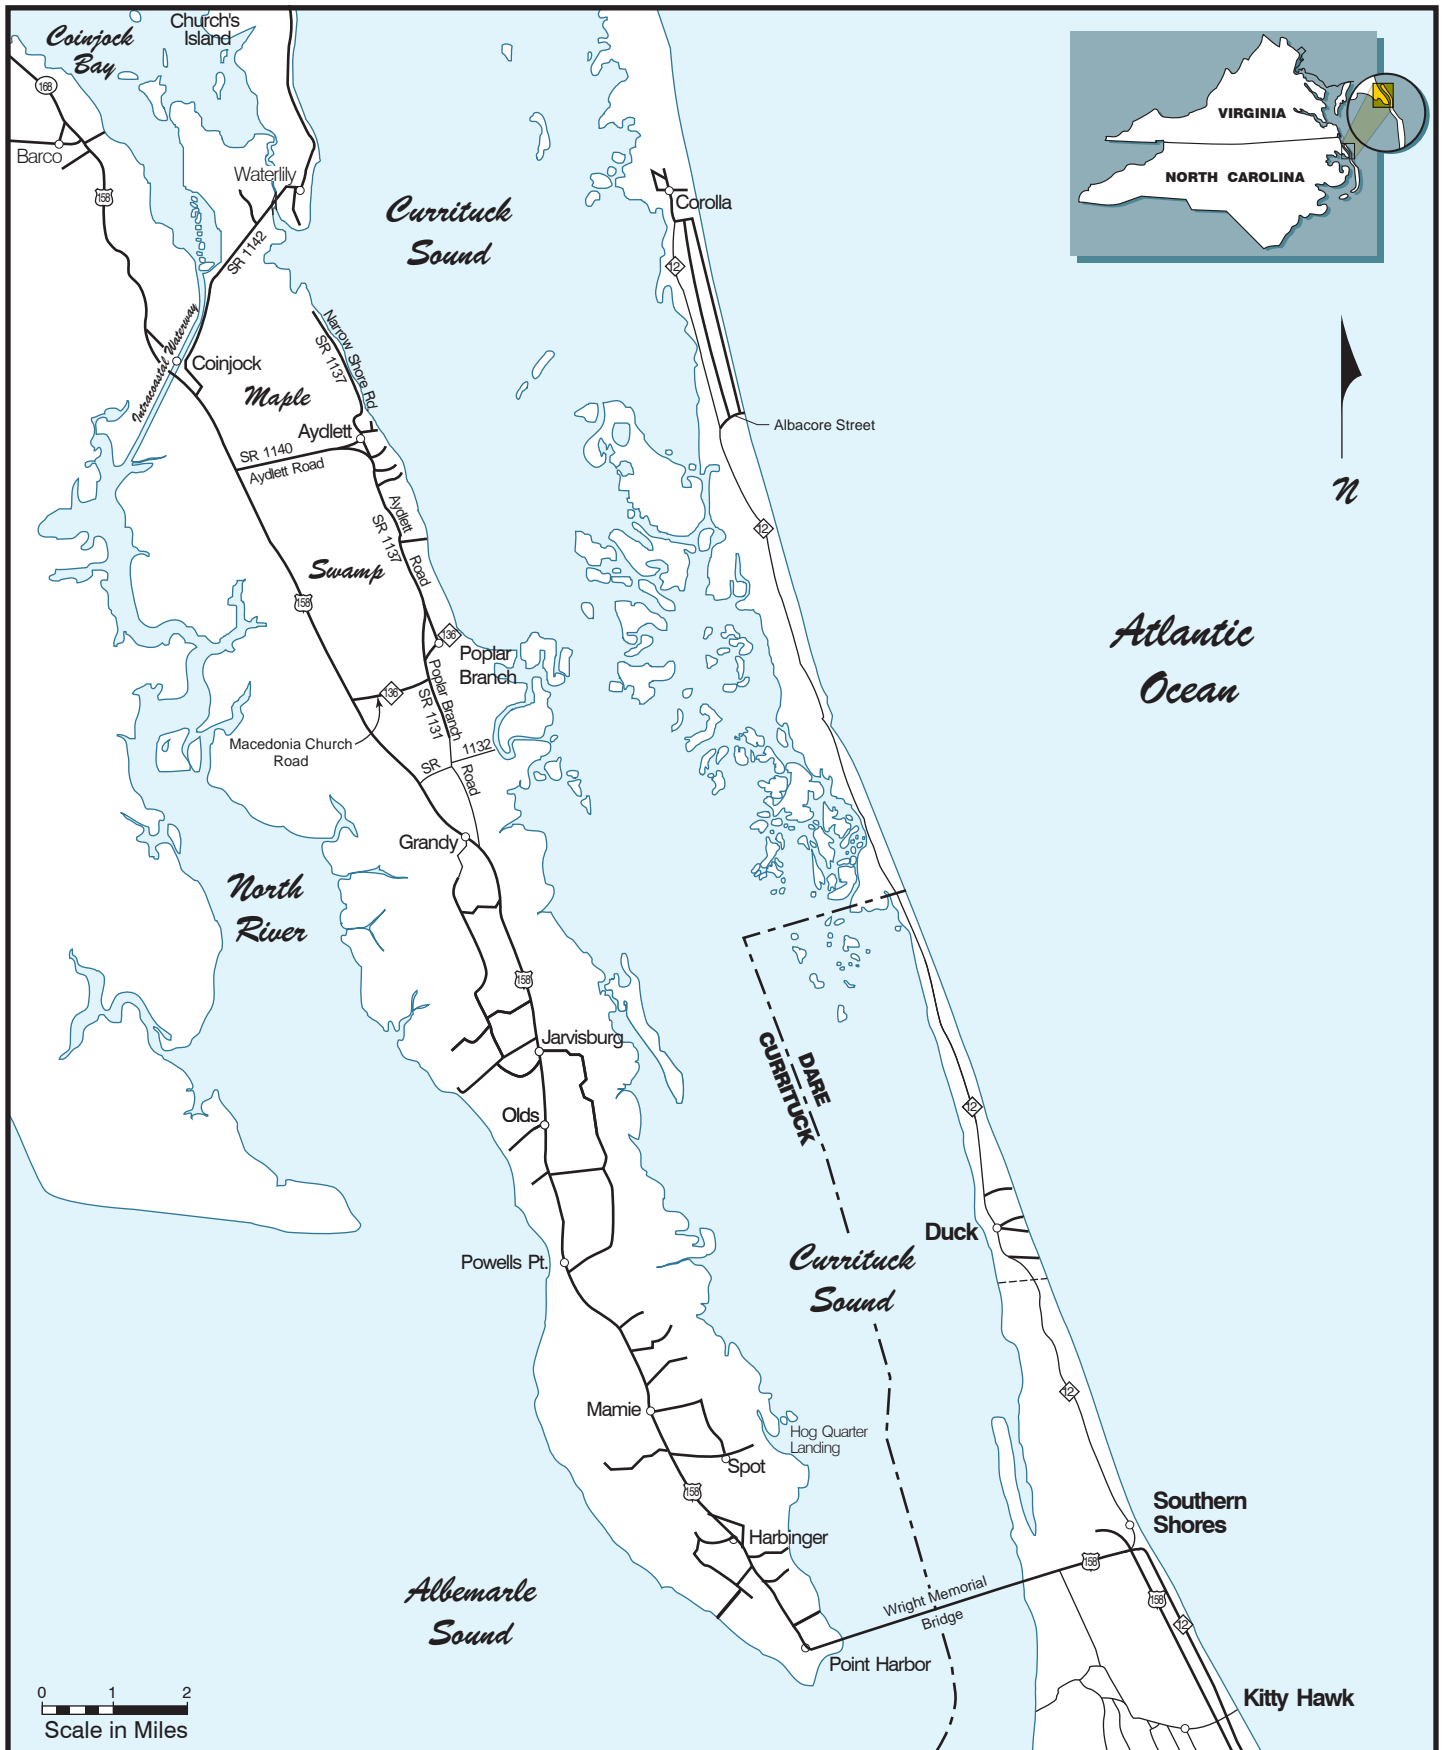 Coinjock
Bay
Church's
Island
168
Barco
158
Waterlily
SR 1142
Currituck
Sound
Corolla
12
VIRGINIA
NORTH CAROLINA
Intracoastal Waterway
Coinjock
Narrow Shore Rd
SR 1137
Maple
Aydlett
SR 1140
Aydlett Road
Albacore Street
N
12
Aydlett
Road
SR 1137
Swamp
158
136
Poplar
Branch
136
Poplar Branch
Road
SR 1131
Macedonia Church
Road
SR 1132
Atlantic
Ocean
Grandy
North
River
158
Jarvisburg
DARE
CURRITUCK
12
Olds
Duck
Powells Pt.
Currituck
Sound
12
Mamie
Hog Quarter
Landing
Spot
158
Southern
Shores
Harbinger
158
Albemarle
Sound
Wright Memorial
Bridge
158
12
Point Harbor
Kitty Hawk
0 1 2
Scale in Miles